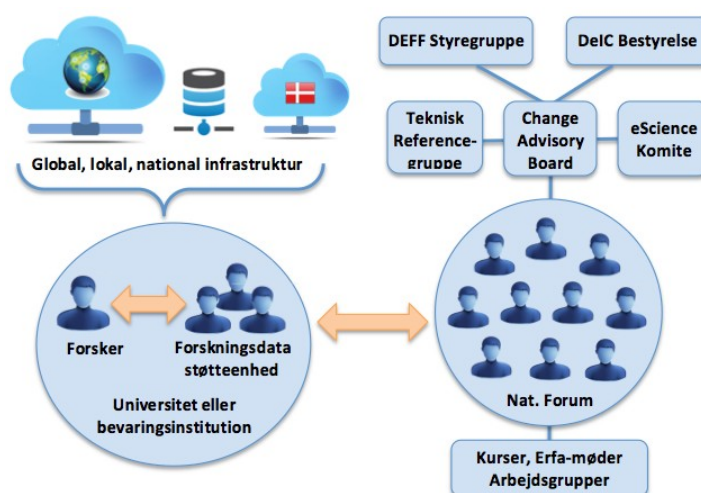 DEFF Styregruppe
DeIC Bestyrelse
Teknisk
Reference-
gruppe
Change
Advisory
Board
eScience
Komite
Global, lokal, national infrastruktur
Forsker
Forskningsdata
støtteenhed
Universitet eller
bevaringsinstitution
Nat. Forum
Kurser, Erfa-møder
Arbejdsgrupper